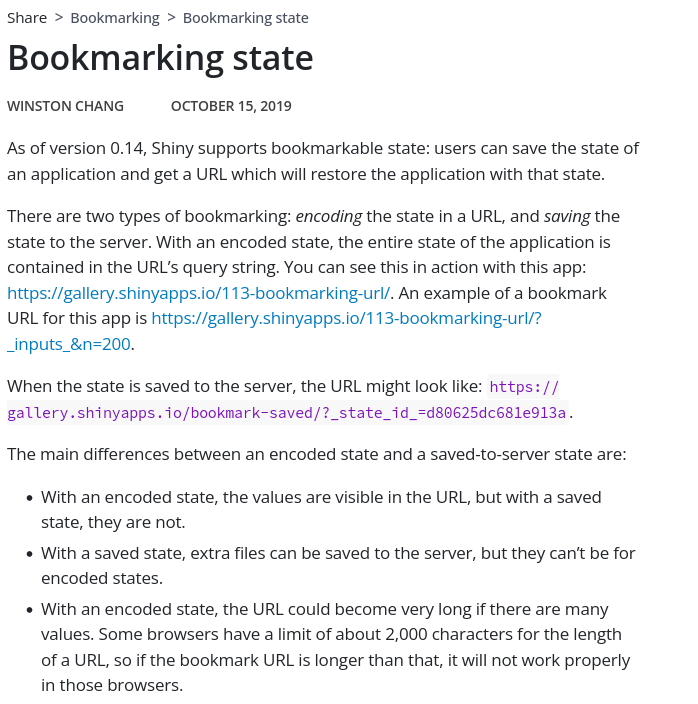 Share > Bookmarking > Bookmarking state
Bookmarking state
WINSTON CHANG OCTOBER 15, 2019
As of version 0.14, Shiny supports bookmarkable state: users can save the state of
an application and get a URL which will restore the application with that state.
There are two types of bookmarking: encoding the state in a URL, and saving the
state to the server. With an encoded state, the entire state of the application is
contained in the URL’s query string. You can see this in action with this app:
https://gallery.shinyapps.io/113-bookmarking-url/. An example of a bookmark
URL for this app is https://gallery.shinyapps.io/113-bookmarking-url/?
_inputs_&n=200.
When the state is saved to the server, the URL might look like: https://
gallery.shinyapps.io/bookmark-saved/?_state_id_=d80625dc681e913a.
The main differences between an encoded state and a saved-to-server state are:
• With an encoded state, the values are visible in the URL, but with a saved
state, they are not.
• With a saved state, extra files can be saved to the server, but they can’t be for
encoded states.
• With an encoded state, the URL could become very long if there are many
values. Some browsers have a limit of about 2,000 characters for the length
of a URL, so if the bookmark URL is longer than that, it will not work properly
in those browsers.